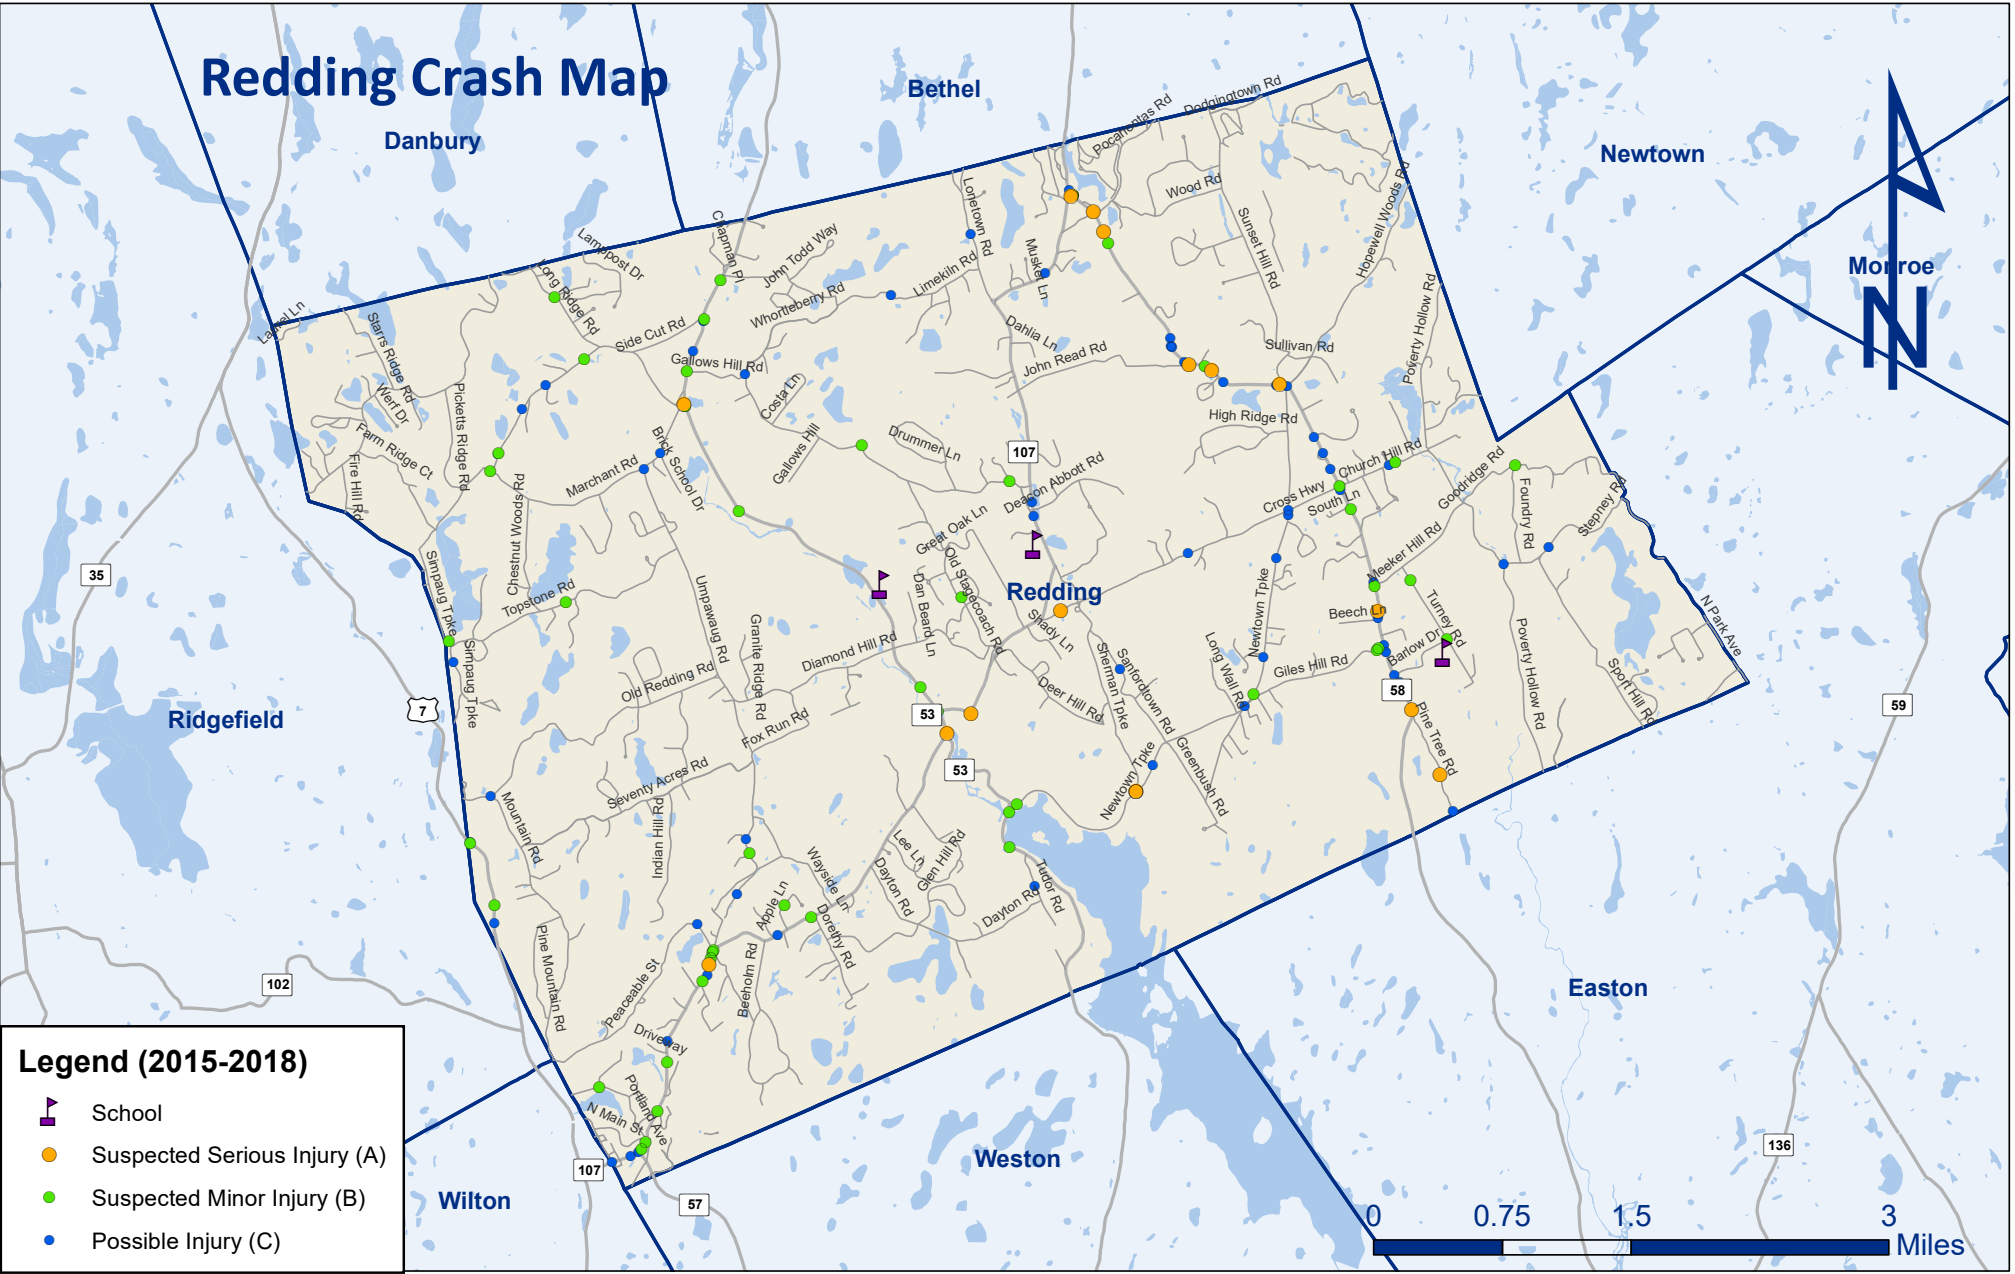 Redding Crash Map
Danbury
Bethel
Newtown
Monroe
N
Dodgingtown Rd
Pocahontas Rd
Wood Rd
Hopewell Woods Rd
Sunset Hill Rd
Lonetown Rd
Musket Ln
Chapman Pl
John Todd Way
Lamppost Dr
Long Ridge Rd
Limekiln Rd
Whortleberry Rd
Laurel Ln
Starrs Ridge Rd
Side Cut Rd
Gallows Hill Rd
Dahlia Ln
John Read Rd
Sullivan Rd
Poverty Hollow Rd
Werf Dr
Picketts Ridge Rd
Costa Ln
High Ridge Rd
Farm Ridge Ct
Fire Hill Rd
Brick School Dr
Marchant Rd
Gallows Hill
Drummer Ln
107
Deacon Abbott Rd
Church Hill Rd
Goodridge Rd
Cross Hwy
South Ln
Foundry Rd
Stepney Rd
Chestnut Woods Rd
Great Oak Ln
Old Stagecoach Rd
Meeker Hill Rd
35
Simpaug Tpke
Topstone Rd
Umpawaug Rd
Dan Beard Ln
Redding
Newtown Tpke
Beech Ln
Turney Rd
N Park Ave
Granite Ridge Rd
Diamond Hill Rd
Shady Ln
Sherman Tpke
Sanfordtown Rd
Long Wall Rd
Giles Hill Rd
Barlow Dr
Poverty Hollow Rd
Sport Hill Rd
Simpaug Tpke
Old Redding Rd
Deer Hill Rd
58
Ridgefield
7
53
59
Fox Run Rd
Pine Tree Rd
Greenbush Rd
53
Seventy Acres Rd
Newtown Tpke
Mountain Rd
Indian Hill Rd
Lee Ln
Glen Hill Rd
Wayside Ln
Dayton Rd
Tudor Rd
Apple Ln
Dayton Rd
Dorethy Rd
Pine Mountain Rd
Peaceable St
Beeholm Rd
102
Easton
Driveway
Portland Ave
N Main St
107
Weston
136
Wilton
57
Legend (2015-2018)
School
Suspected Serious Injury (A)
Suspected Minor Injury (B)
Possible Injury (C)
0 0.75 1.5 3
Miles